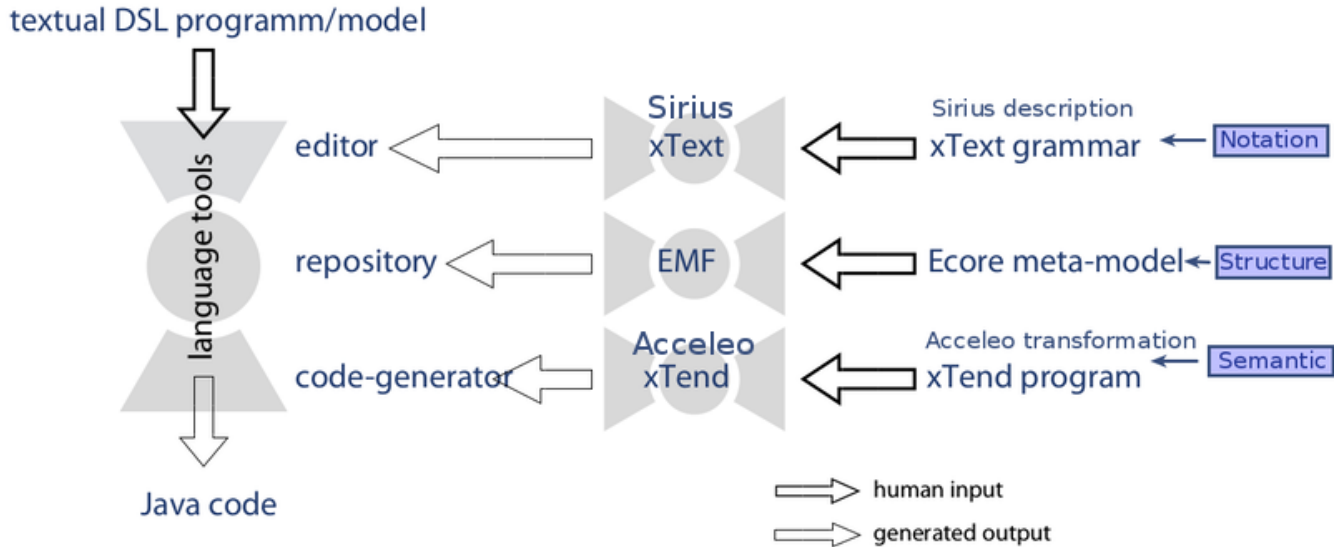 textual DSL programm/model
language tools
editor
Sirius
xText
Sirius description
xText grammar
Notation
repository
EMF
Ecore meta-model
Structure
code-generator
Acceleo
xTend
Acceleo transformation
xTend program
Semantic
Java code
human input
generated output